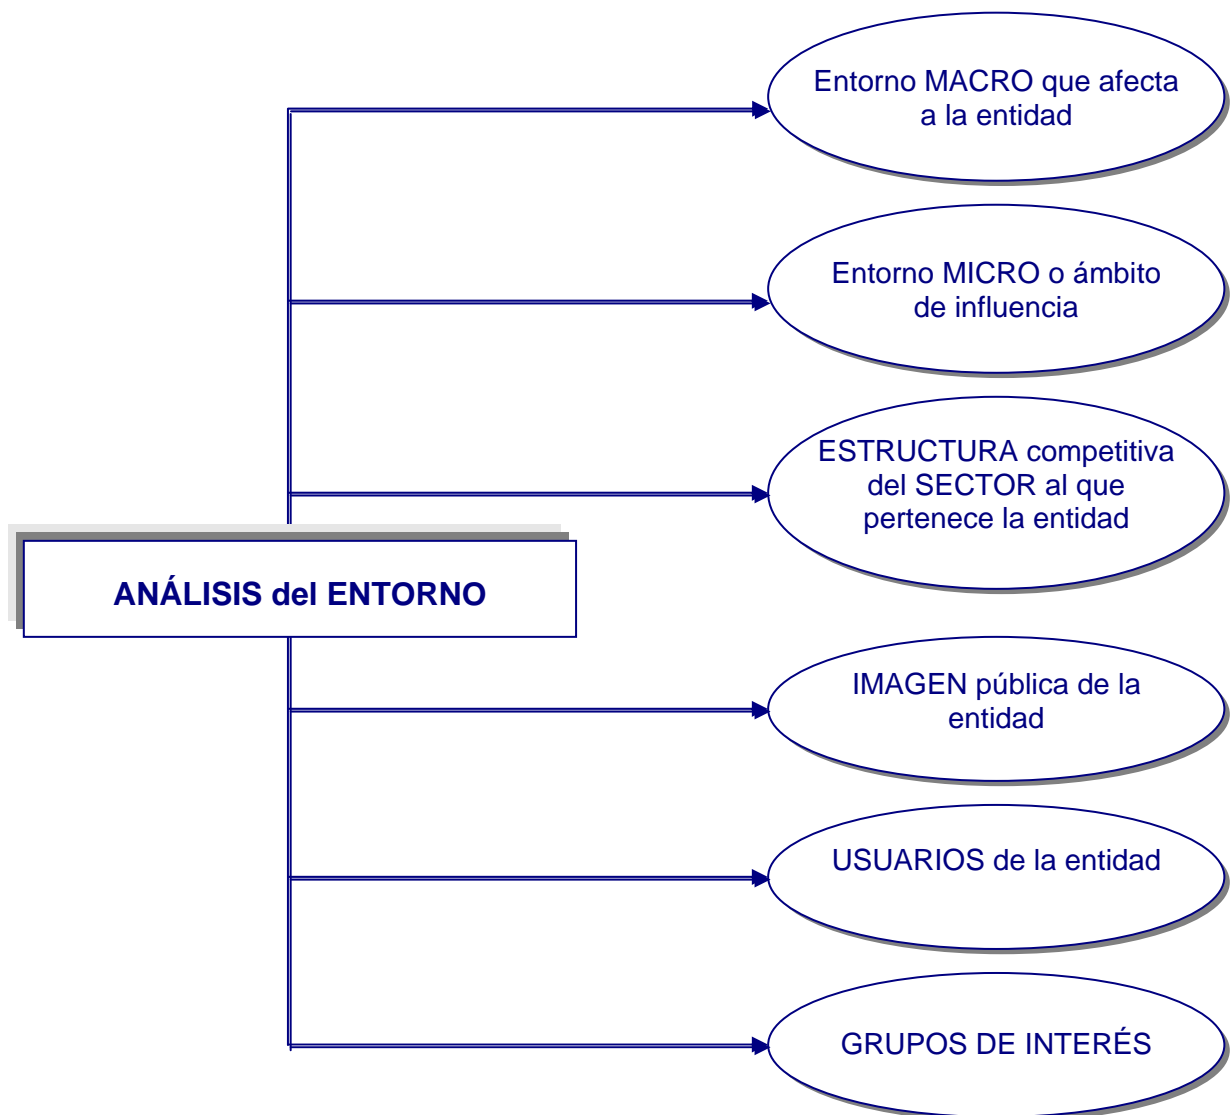 Entorno MACRO que afecta
a la entidad
Entorno MICRO o ámbito
de influencia
ESTRUCTURA competitiva
del SECTOR al que
pertenece la entidad
ANÁLISIS del ENTORNO
IMAGEN pública de la
entidad
USUARIOS de la entidad
GRUPOS DE INTERÉS